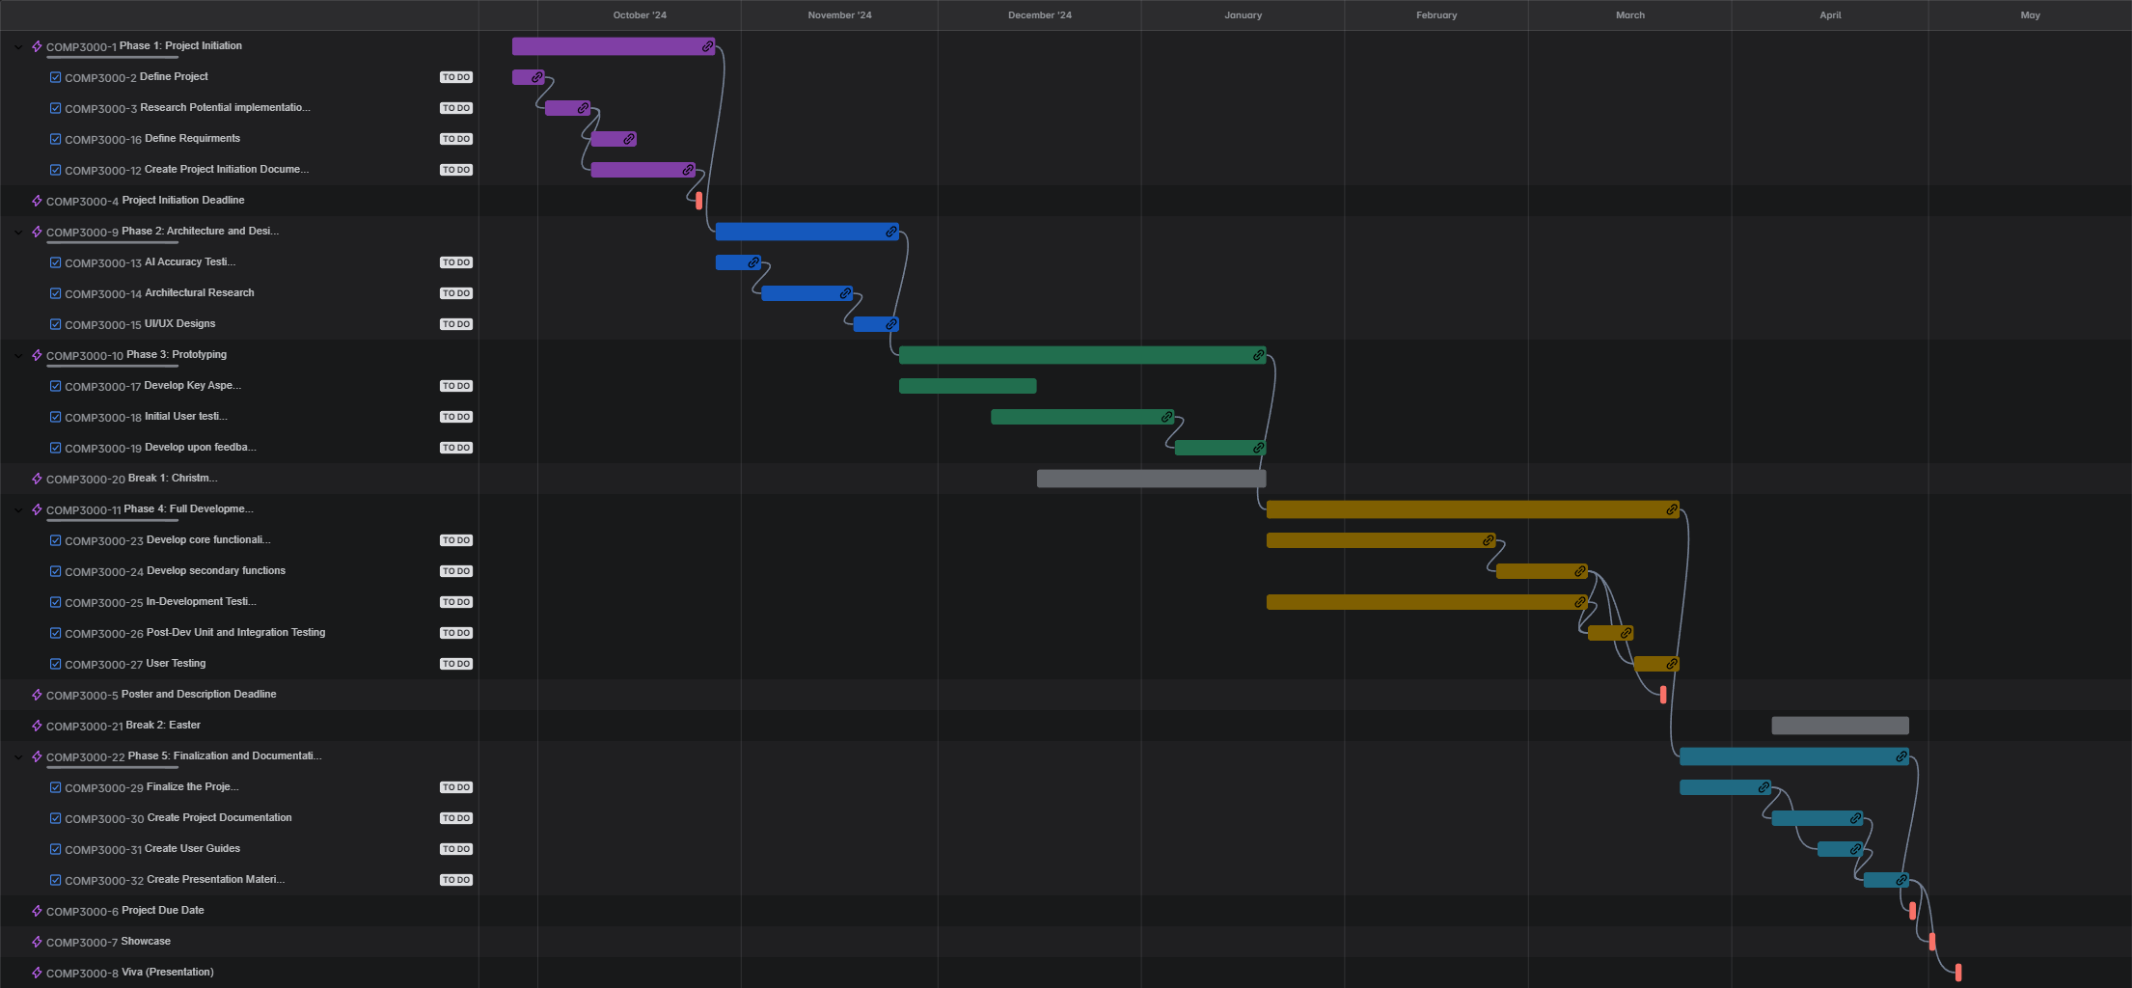 October '24 November '24 December '24 January February March April May
COMP3000-1 Phase 1: Project Initiation
COMP3000-2 Define Project TO DO
COMP3000-3 Research Potential implementatio... TO DO
COMP3000-16 Define Requirments TO DO
COMP3000-12 Create Project Initiation Docume... TO DO
COMP3000-4 Project Initiation Deadline
COMP3000-9 Phase 2: Architecture and Desi...
COMP3000-13 AI Accuracy Testi... TO DO
COMP3000-14 Architectural Research TO DO
COMP3000-15 UI/UX Designs TO DO
COMP3000-10 Phase 3: Prototyping
COMP3000-17 Develop Key Aspe... TO DO
COMP3000-18 Initial User testi... TO DO
COMP3000-19 Develop upon feedba... TO DO
COMP3000-20 Break 1: Christm...
COMP3000-11 Phase 4: Full Developme...
COMP3000-23 Develop core functionali... TO DO
COMP3000-24 Develop secondary functions TO DO
COMP3000-25 In-Development Testi... TO DO
COMP3000-26 Post-Dev Unit and Integration Testing TO DO
COMP3000-27 User Testing TO DO
COMP3000-5 Poster and Description Deadline
COMP3000-21 Break 2: Easter
COMP3000-22 Phase 5: Finalization and Documentati...
COMP3000-29 Finalize the Proje... TO DO
COMP3000-30 Create Project Documentation TO DO
COMP3000-31 Create User Guides TO DO
COMP3000-32 Create Presentation Materi... TO DO
COMP3000-6 Project Due Date
COMP3000-7 Showcase
COMP3000-8 Viva (Presentation)